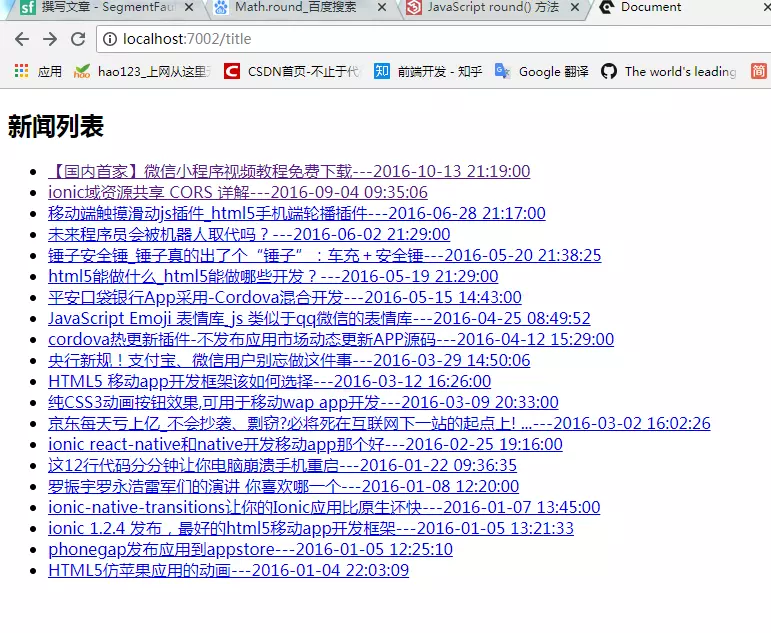 撰写文章 - SegmentFau
Math.round_百度搜索
JavaScript round() 方法
Document
localhost:7002/title
应用
hao123_上网从这里
CSDN首页-不止于代
知 前端开发 - 知乎
Google 翻译
The world's leading
简
新闻列表
【国内首家】微信小程序视频教程免费下载---2016-10-13 21:19:00
ionic域资源共享 CORS 详解---2016-09-04 09:35:06
移动端触摸滑动js插件_html5手机端轮播插件---2016-06-28 21:17:00
未来程序员会被机器人取代吗？---2016-06-02 21:29:00
锤子安全锤_锤子真的出了个“锤子”：车充＋安全锤---2016-05-20 21:38:25
html5能做什么_html5能做哪些开发？---2016-05-19 21:29:00
平安口袋银行App采用-Cordova混合开发---2016-05-15 14:43:00
JavaScript Emoji 表情库_js 类似于qq微信的表情库---2016-04-25 08:49:52
cordova热更新插件-不发布应用市场动态更新APP源码---2016-04-12 15:29:00
央行新规！支付宝、微信用户别忘做这件事---2016-03-29 14:50:06
HTML5 移动app开发框架该如何选择---2016-03-12 16:26:00
纯CSS3动画按钮效果,可用于移动wap app开发---2016-03-09 20:33:00
京东每天亏上亿_不会抄袭、剽窃?必将死在互联网下一站的起点上! ...---2016-03-02 16:02:26
ionic react-native和native开发移动app那个好---2016-02-25 19:16:00
这12行代码分分钟让你电脑崩溃手机重启---2016-01-22 09:36:35
罗振宇罗永浩雷军们的演讲 你喜欢哪一个---2016-01-08 12:20:00
ionic-native-transitions让你的Ionic应用比原生还快---2016-01-07 13:45:00
ionic 1.2.4 发布，最好的html5移动app开发框架---2016-01-05 13:21:33
phonegap发布应用到appstore---2016-01-05 12:25:10
HTML5仿苹果应用的动画---2016-01-04 22:03:09